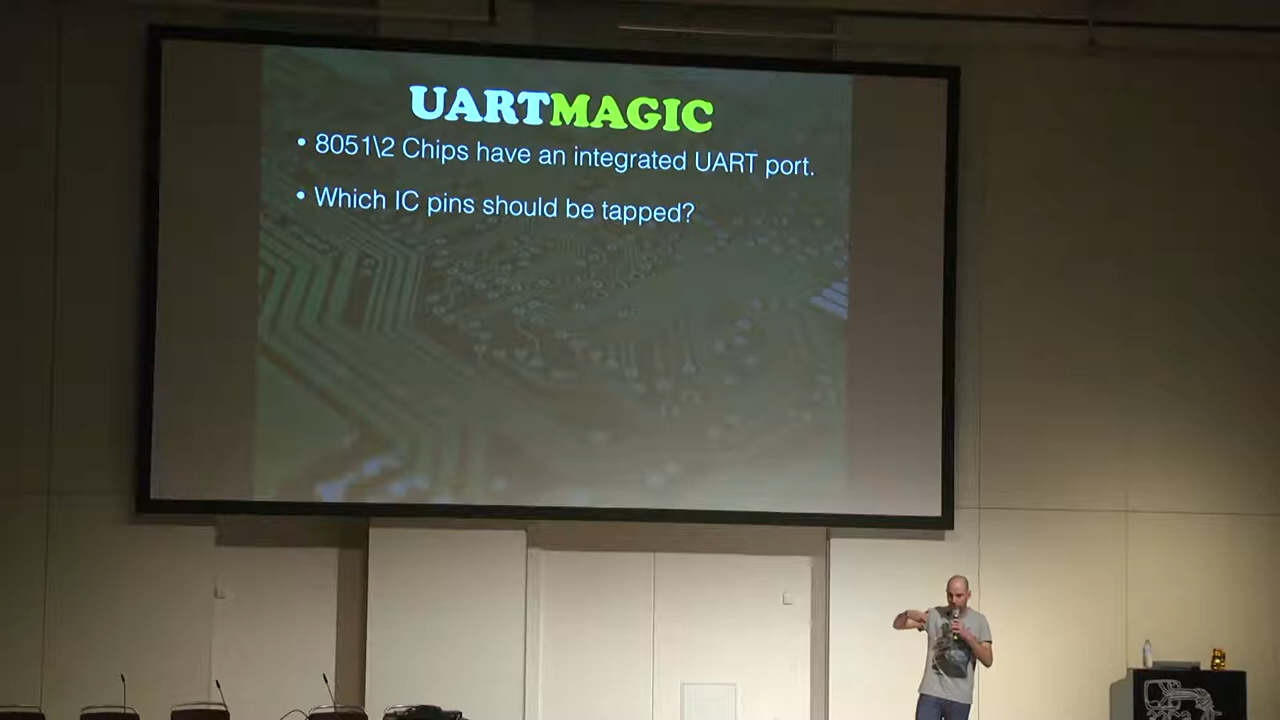 UARTMAGIC
• 8051\2 Chips have an integrated UART port.
• Which IC pins should be tapped?